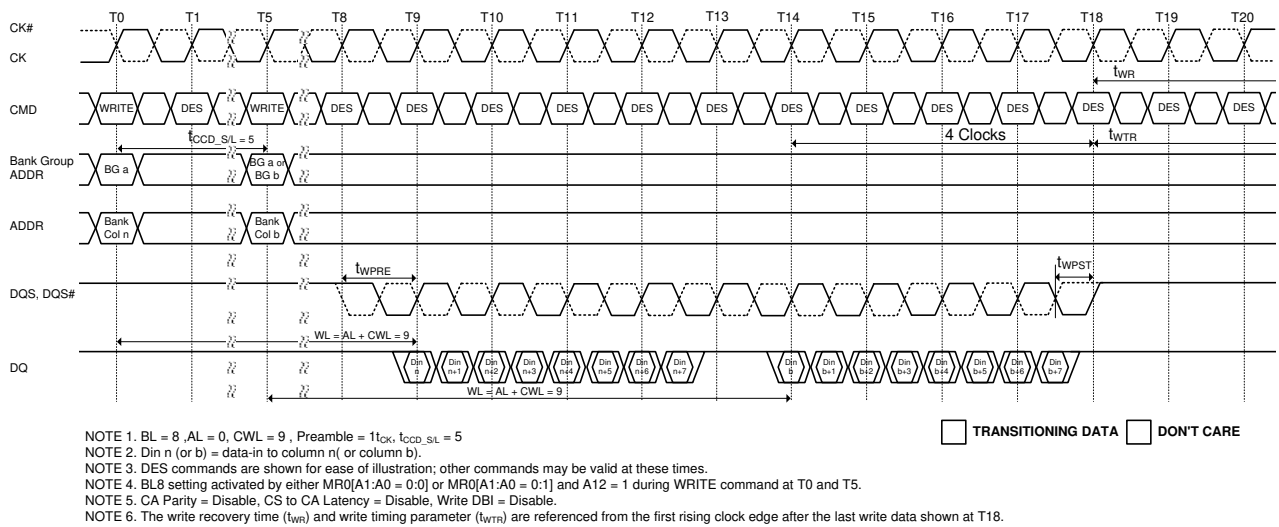 T0 T1 T5 T8 T9 T10 T11 T12 T13 T14 T15 T16 T17 T18 T19 T20
CK#
CK
tWR
CMD WRITE DES WRITE DES DES DES DES DES DES DES DES DES DES DES DES DES
tCCD_S/L = 5
4 Clocks
tWTR
Bank Group
ADDR
BG a
BG a or
BG b
ADDR
Bank
Col n
Bank
Col b
tWPRE
tWPST
DQS, DQS#
WL = AL + CWL = 9
DQ
Din n
Din n+1
Din n+2
Din n+3
Din n+4
Din n+5
Din n+6
Din n+7
Din b
Din b+1
Din b+2
Din b+3
Din b+4
Din b+5
Din b+6
Din b+7
WL = AL + CWL = 9
TRANSITIONING DATA DON'T CARE
NOTE 1. BL = 8 ,AL = 0, CWL = 9 , Preamble = 1tCK, tCCD_S/L = 5
NOTE 2. Din n (or b) = data-in to column n( or column b).
NOTE 3. DES commands are shown for ease of illustration; other commands may be valid at these times.
NOTE 4. BL8 setting activated by either MR0[A1:A0 = 0:0] or MR0[A1:A0 = 0:1] and A12 = 1 during WRITE command at T0 and T5.
NOTE 5. CA Parity = Disable, CS to CA Latency = Disable, Write DBI = Disable.
NOTE 6. The write recovery time (tWR) and write timing parameter (tWTR) are referenced from the first rising clock edge after the last write data shown at T18.